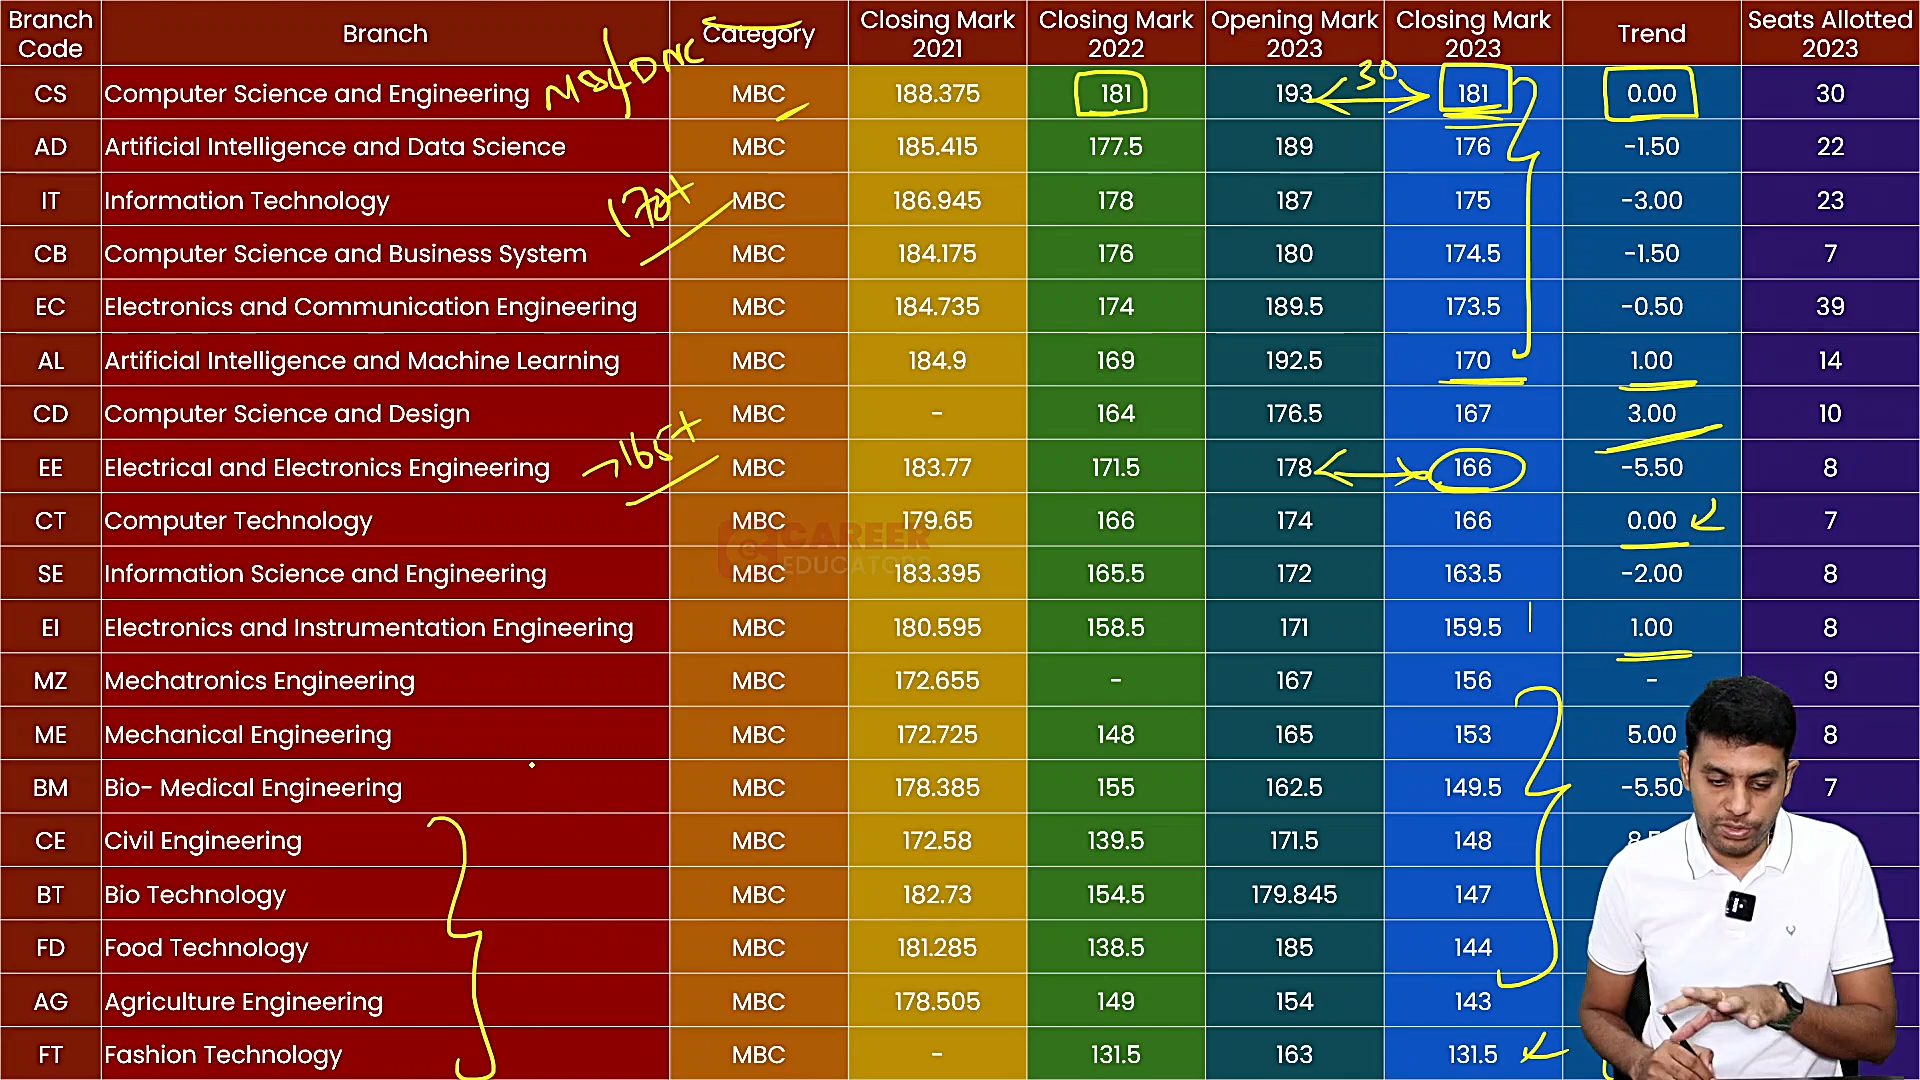 Branch Code | Branch | Category | Closing Mark 2021 | Closing Mark 2022 | Opening Mark 2023 | Closing Mark 2023 | Trend | Seats Allotted 2023
CS | Computer Science and Engineering | MBC | 188.375 | 181 | 193 | 181 | 0.00 | 30
AD | Artificial Intelligence and Data Science | MBC | 185.415 | 177.5 | 189 | 176 | -1.50 | 22
IT | Information Technology | MBC | 186.945 | 178 | 187 | 175 | -3.00 | 23
CB | Computer Science and Business System | MBC | 184.175 | 176 | 180 | 174.5 | -1.50 | 7
EC | Electronics and Communication Engineering | MBC | 184.735 | 174 | 189.5 | 173.5 | -0.50 | 39
AL | Artificial Intelligence and Machine Learning | MBC | 184.9 | 169 | 192.5 | 170 | 1.00 | 14
CD | Computer Science and Design | MBC | - | 164 | 176.5 | 167 | 3.00 | 10
EE | Electrical and Electronics Engineering | MBC | 183.77 | 171.5 | 178 | 166 | -5.50 | 8
CT | Computer Technology | MBC | 179.65 | 166 | 174 | 166 | 0.00 | 7
SE | Information Science and Engineering | MBC | 183.395 | 165.5 | 172 | 163.5 | -2.00 | 8
EI | Electronics and Instrumentation Engineering | MBC | 180.595 | 158.5 | 171 | 159.5 | 1.00 | 8
MZ | Mechatronics Engineering | MBC | 172.655 | - | 167 | 156 | - | 9
ME | Mechanical Engineering | MBC | 172.725 | 148 | 165 | 153 | 5.00 | 8
BM | Bio- Medical Engineering | MBC | 178.385 | 155 | 162.5 | 149.5 | -5.50 | 7
CE | Civil Engineering | MBC | 172.58 | 139.5 | 171.5 | 148
BT | Bio Technology | MBC | 182.73 | 154.5 | 179.845 | 147
FD | Food Technology | MBC | 181.285 | 138.5 | 185 | 144
AG | Agriculture Engineering | MBC | 178.505 | 149 | 154 | 143
FT | Fashion Technology | MBC | - | 131.5 | 163 | 131.5
MBC/DNC
30
170+
165+
CAREER
EDUCATORS